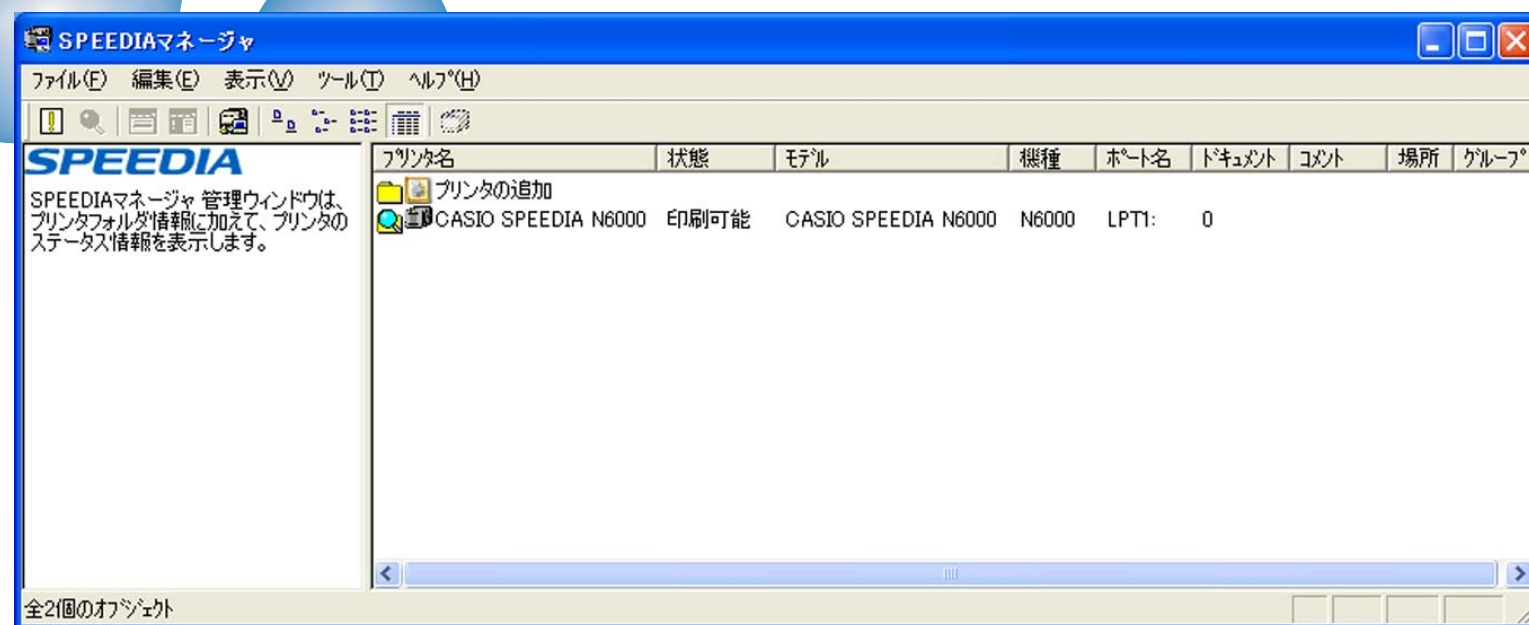 SPEEDIAマネージャ
ファイル(F) 編集(E) 表示(V) ツール(T) ヘルプ(H)
SPEEDIA
SPEEDIAマネージャ 管理ウィンドウは、
プリンタフォルダ情報に加えて、プリンタの
ステータス情報を表示します。
プリンタ名 状態 モデル 機種 ポート名 ドキュメント コメント 場所 グループ
プリンタの追加
CASIO SPEEDIA N6000 印刷可能 CASIO SPEEDIA N6000 N6000 LPT1: 0
全2個のオブジェクト